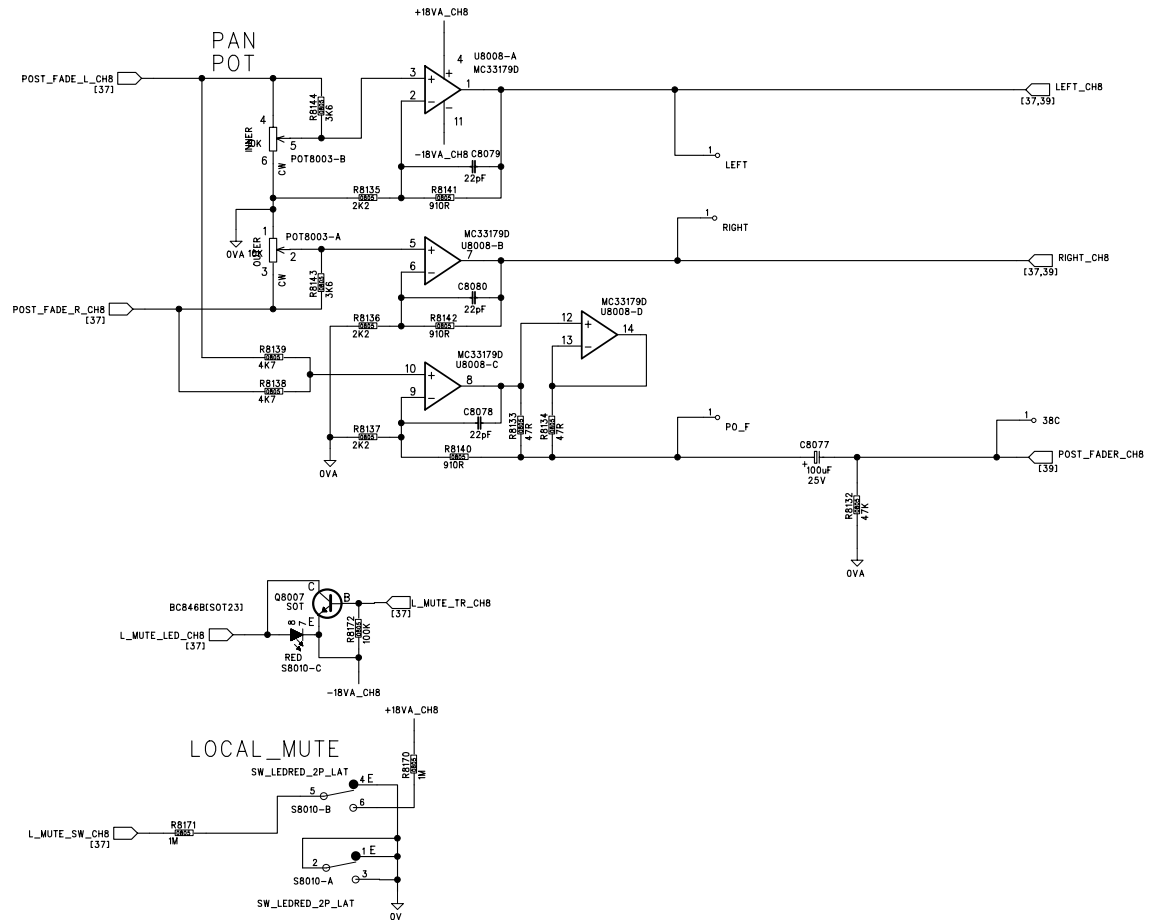 PAN
POT
+18VA_CH8
POST_FADE_L_CH8
[37]
R8144
3K6
INNER
10K
4
5
6
CW
POT8003-B
3
2
4
11
1
+
-
U8008-A
MC33179D
-18VA_CH8
C8079
22pF
R8135
2K2
R8141
910R
LEFT_CH8
[37,39]
1
LEFT
1
2
3
OUTER
10K
CW
0VA
POT8003-A
R8143
3K6
POST_FADE_R_CH8
[37]
MC33179D
U8008-B
5
6
7
+
-
C8080
22pF
R8136
2K2
R8142
910R
1
RIGHT
RIGHT_CH8
[37,39]
MC33179D
U8008-D
12
13
14
+
-
R8139
4K7
R8138
4K7
MC33179D
U8008-C
10
9
8
+
-
C8078
22pF
R8137
2K2
R8140
910R
R8133
47R
R8134
47R
0VA
1
PO_F
C8077
+
100uF
25V
1
38C
POST_FADER_CH8
[39]
R8132
47K
0VA
BC846B[SOT23]
Q8007
SOT
C
B
E
L_MUTE_TR_CH8
[37]
R8172
100K
L_MUTE_LED_CH8
[37]
8
7
RED
S8010-C
-18VA_CH8
+18VA_CH8
LOCAL_MUTE
R8170
1M
SW_LEDRED_2P_LAT
4 E
5
6
S8010-B
L_MUTE_SW_CH8
[37]
R8171
1M
1 E
2
3
S8010-A
SW_LEDRED_2P_LAT
0V